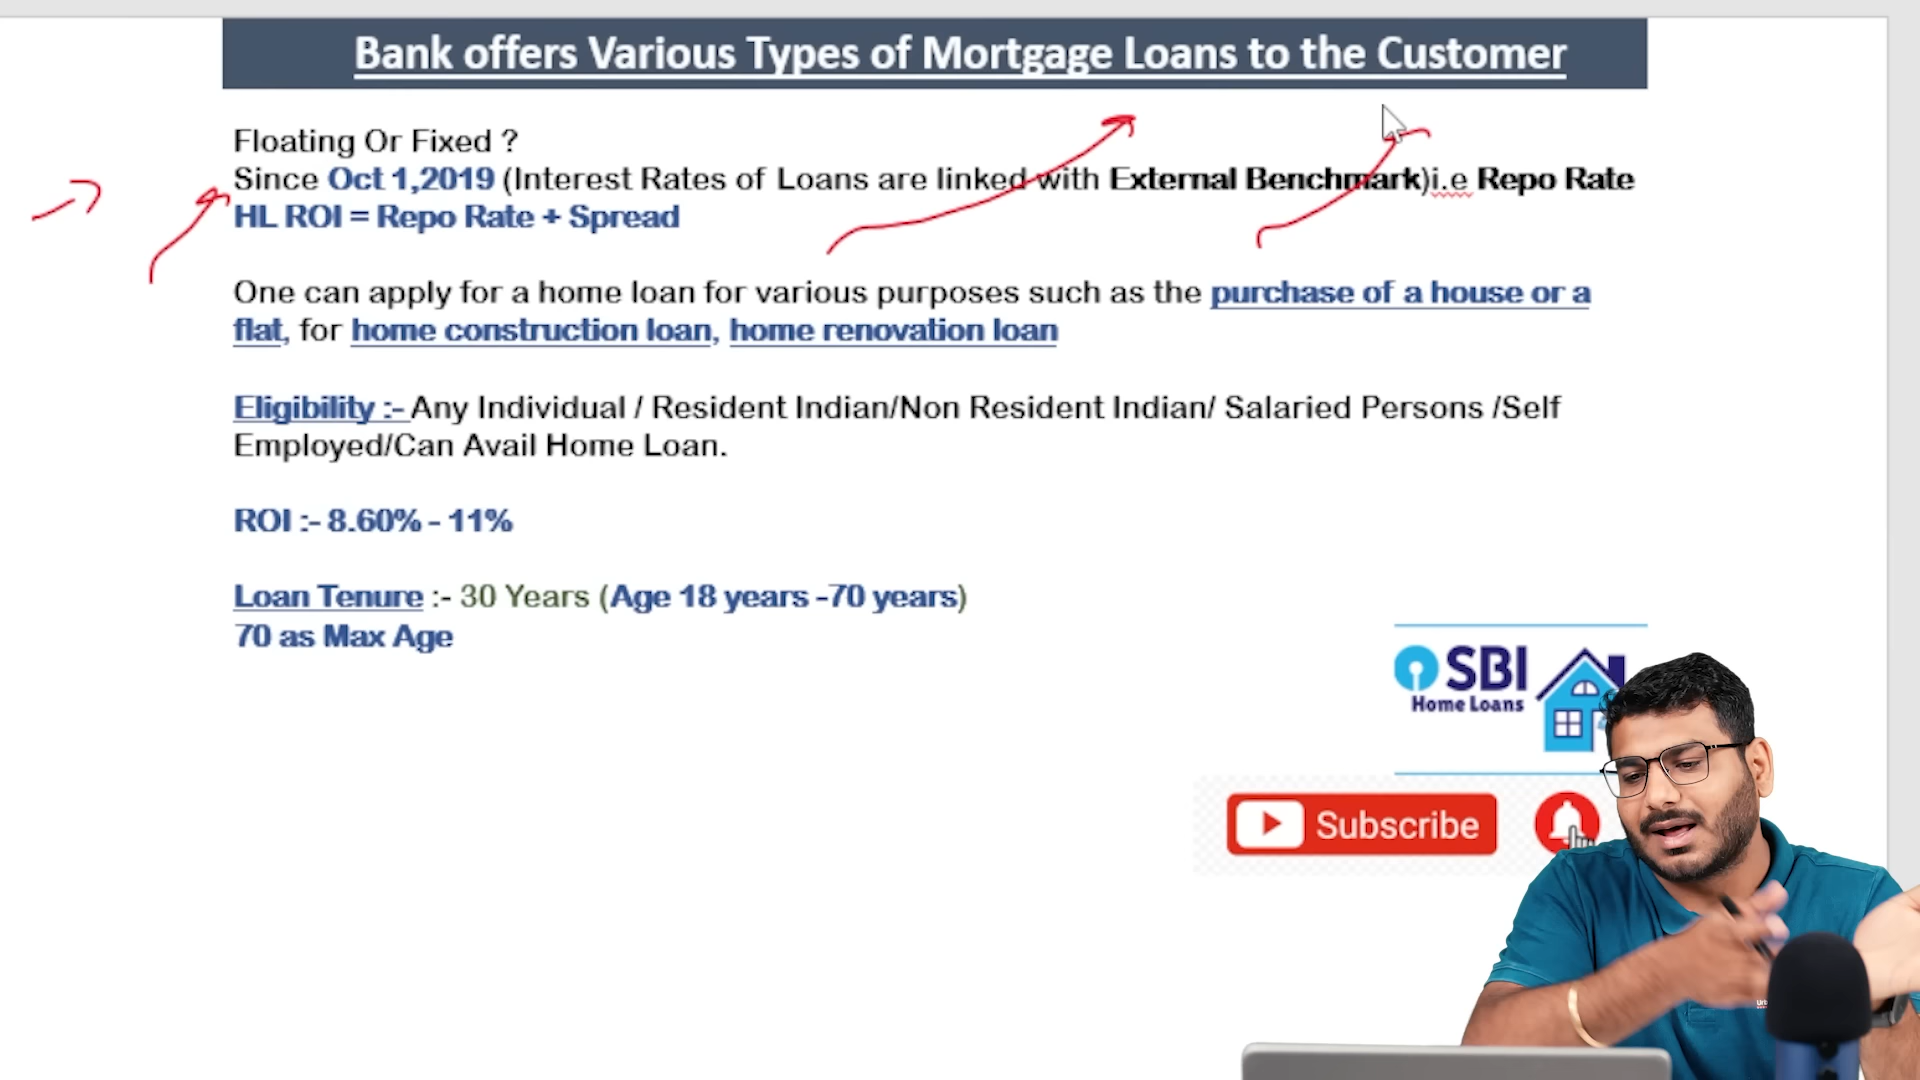 Bank offers Various Types of Mortgage Loans to the Customer
Floating Or Fixed ?
Since Oct 1,2019 (Interest Rates of Loans are linked with External Benchmark)i.e Repo Rate
HL ROI = Repo Rate + Spread
One can apply for a home loan for various purposes such as the purchase of a house or a
flat, for home construction loan, home renovation loan
Eligibility :- Any Individual / Resident Indian/Non Resident Indian/ Salaried Persons /Self
Employed/Can Avail Home Loan.
ROI :- 8.60% - 11%
Loan Tenure :- 30 Years (Age 18 years -70 years)
70 as Max Age
SBI
Home Loans
Subscribe